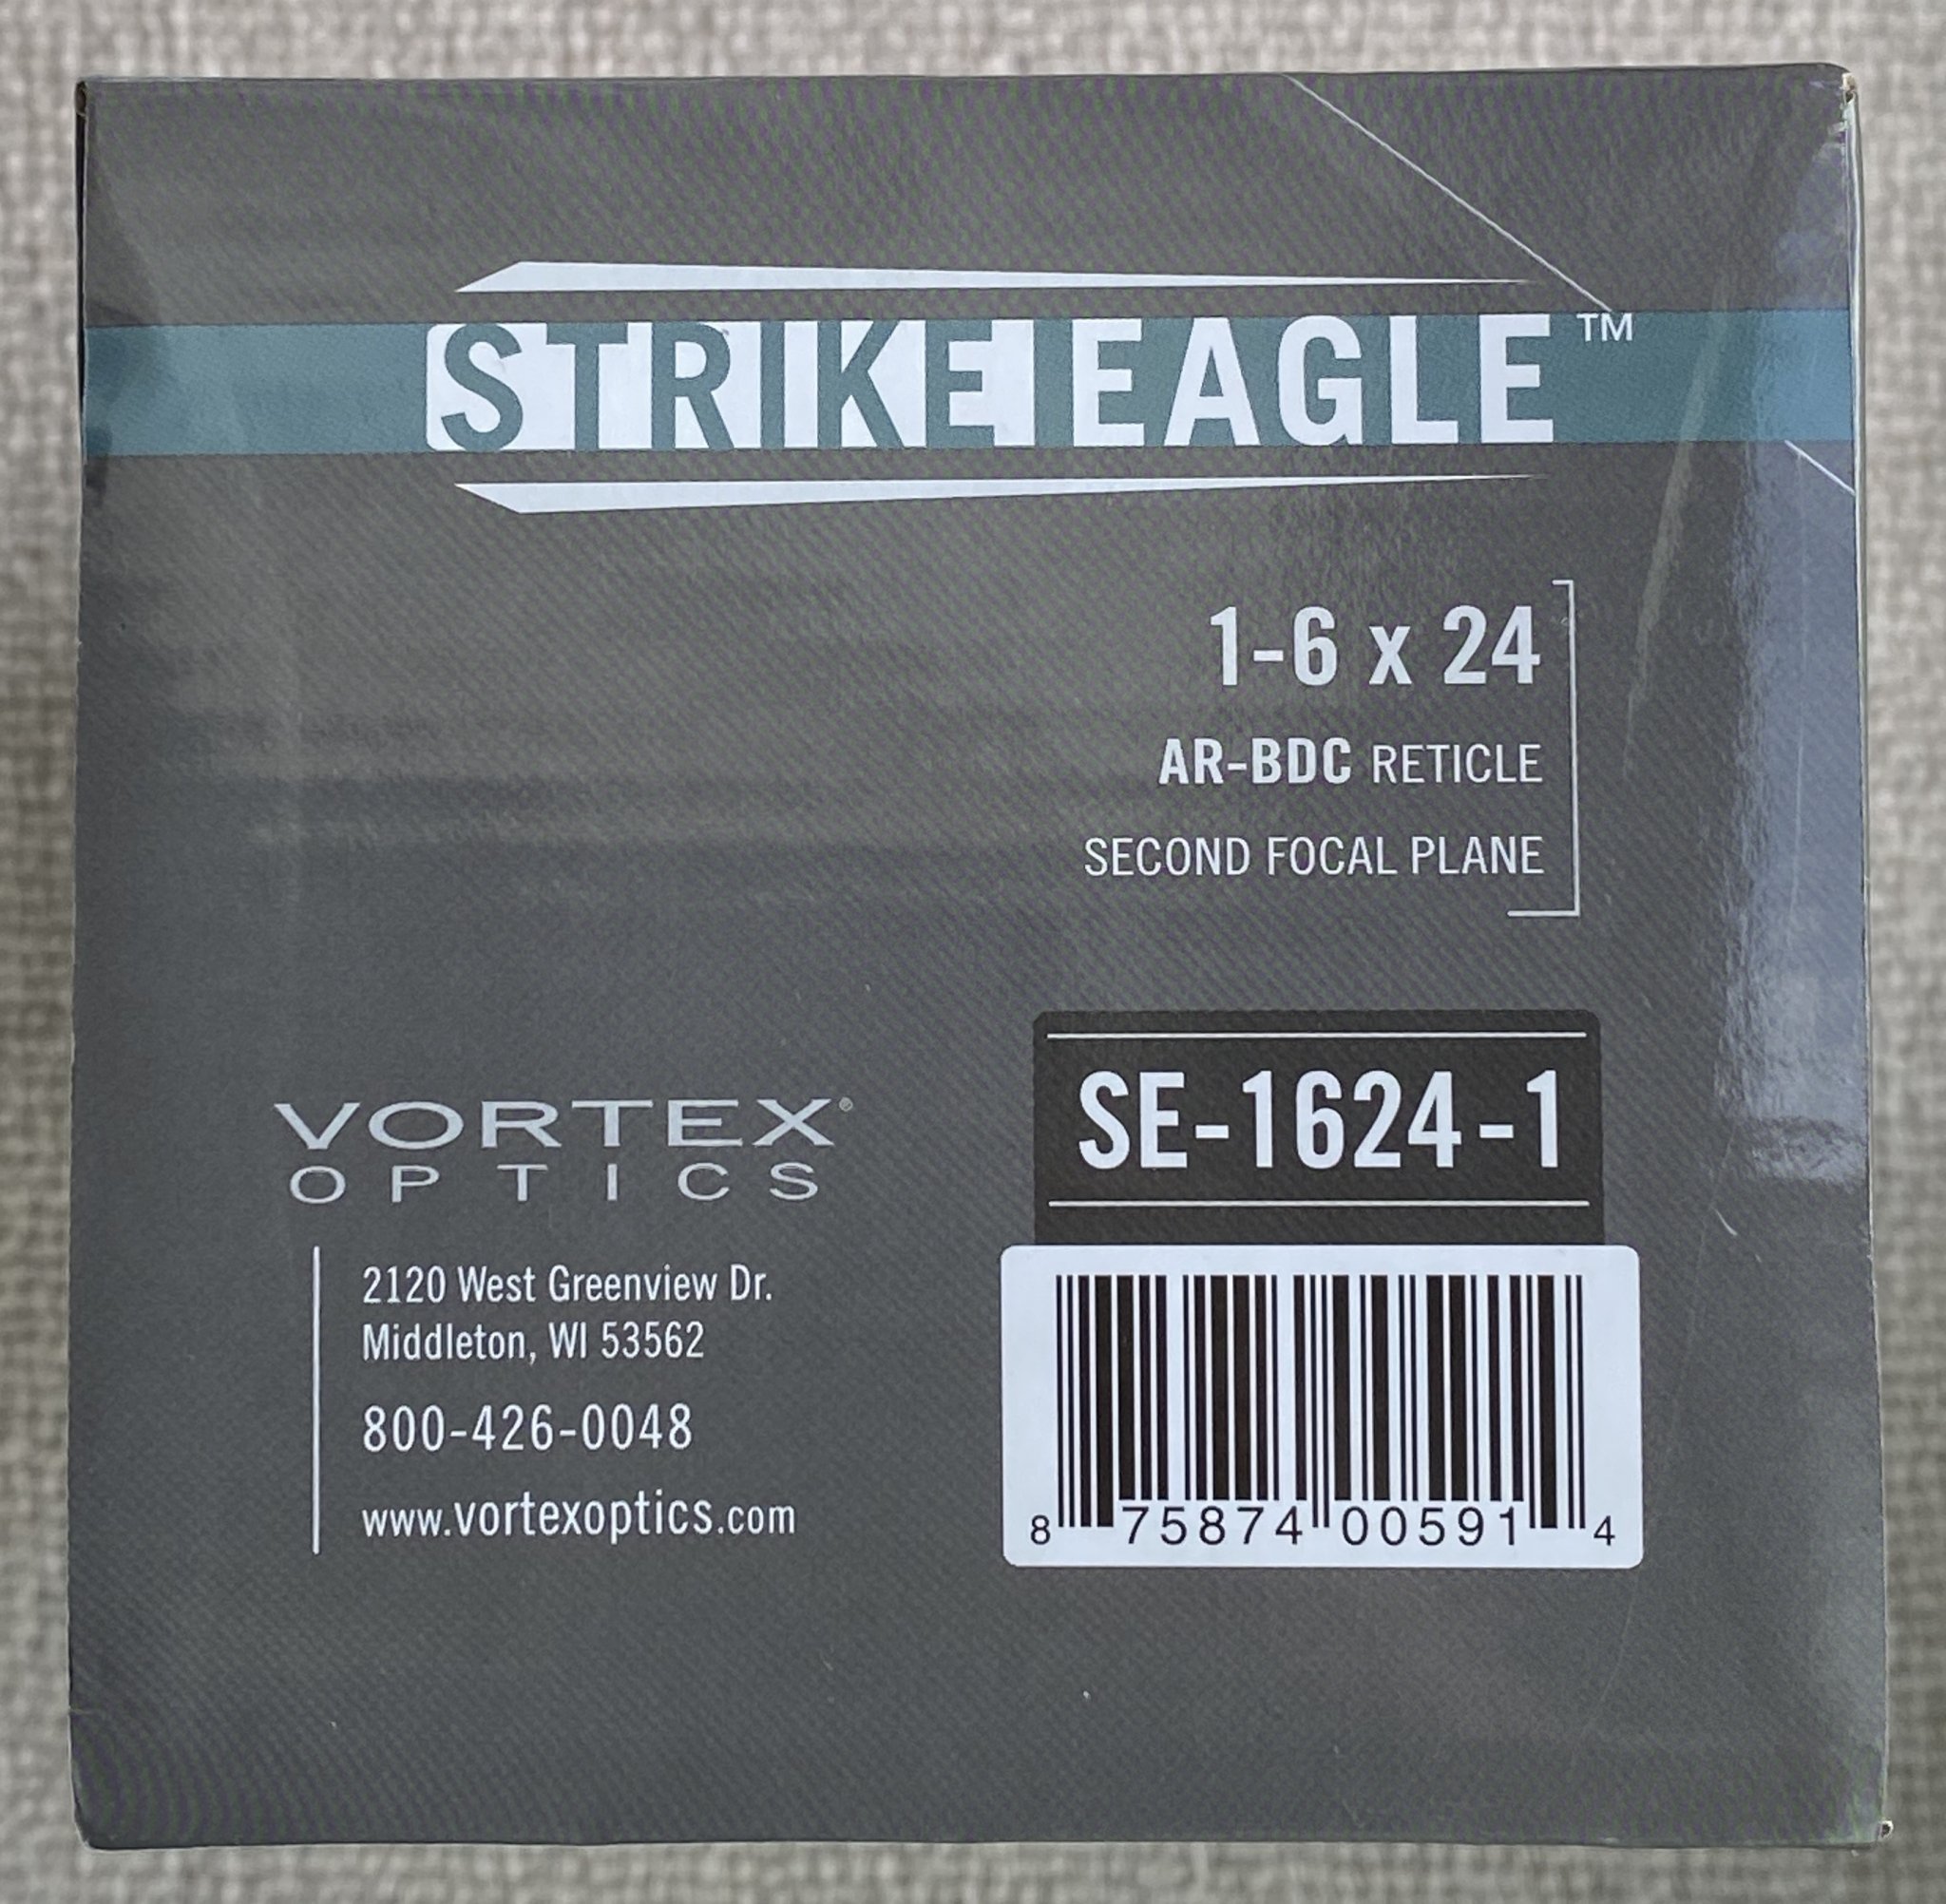 STRIKE EAGLE™
1-6 x 24
AR-BDC RETICLE
SECOND FOCAL PLANE
SE-1624-1
VORTEX®
OPTICS
2120 West Greenview Dr.
Middleton, WI 53562
800-426-0048
www.vortexoptics.com
8 75874 00591 4